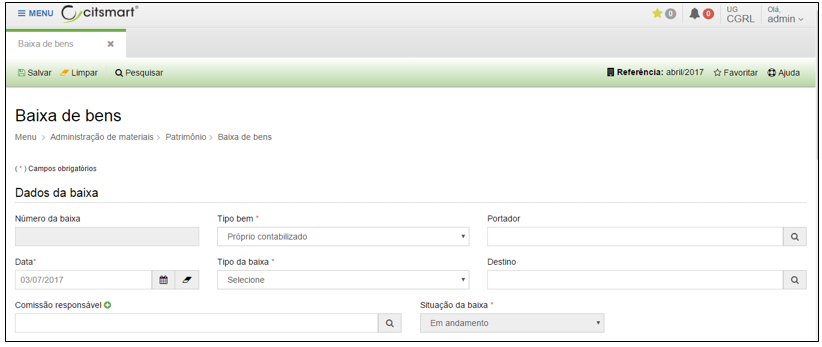 MENU citsmart 0 0 UG CGRL Olá, admin
Baixa de bens
Salvar Limpar Pesquisar Referência: abril/2017 Favoritar Ajuda
Baixa de bens
Menu > Administração de materiais > Patrimônio > Baixa de bens
( * ) Campos obrigatórios
Dados da baixa
Número da baixa Tipo bem * Portador
Próprio contabilizado
Data* Tipo da baixa * Destino
03/07/2017 Selecione
Comissão responsável Situação da baixa *
Em andamento